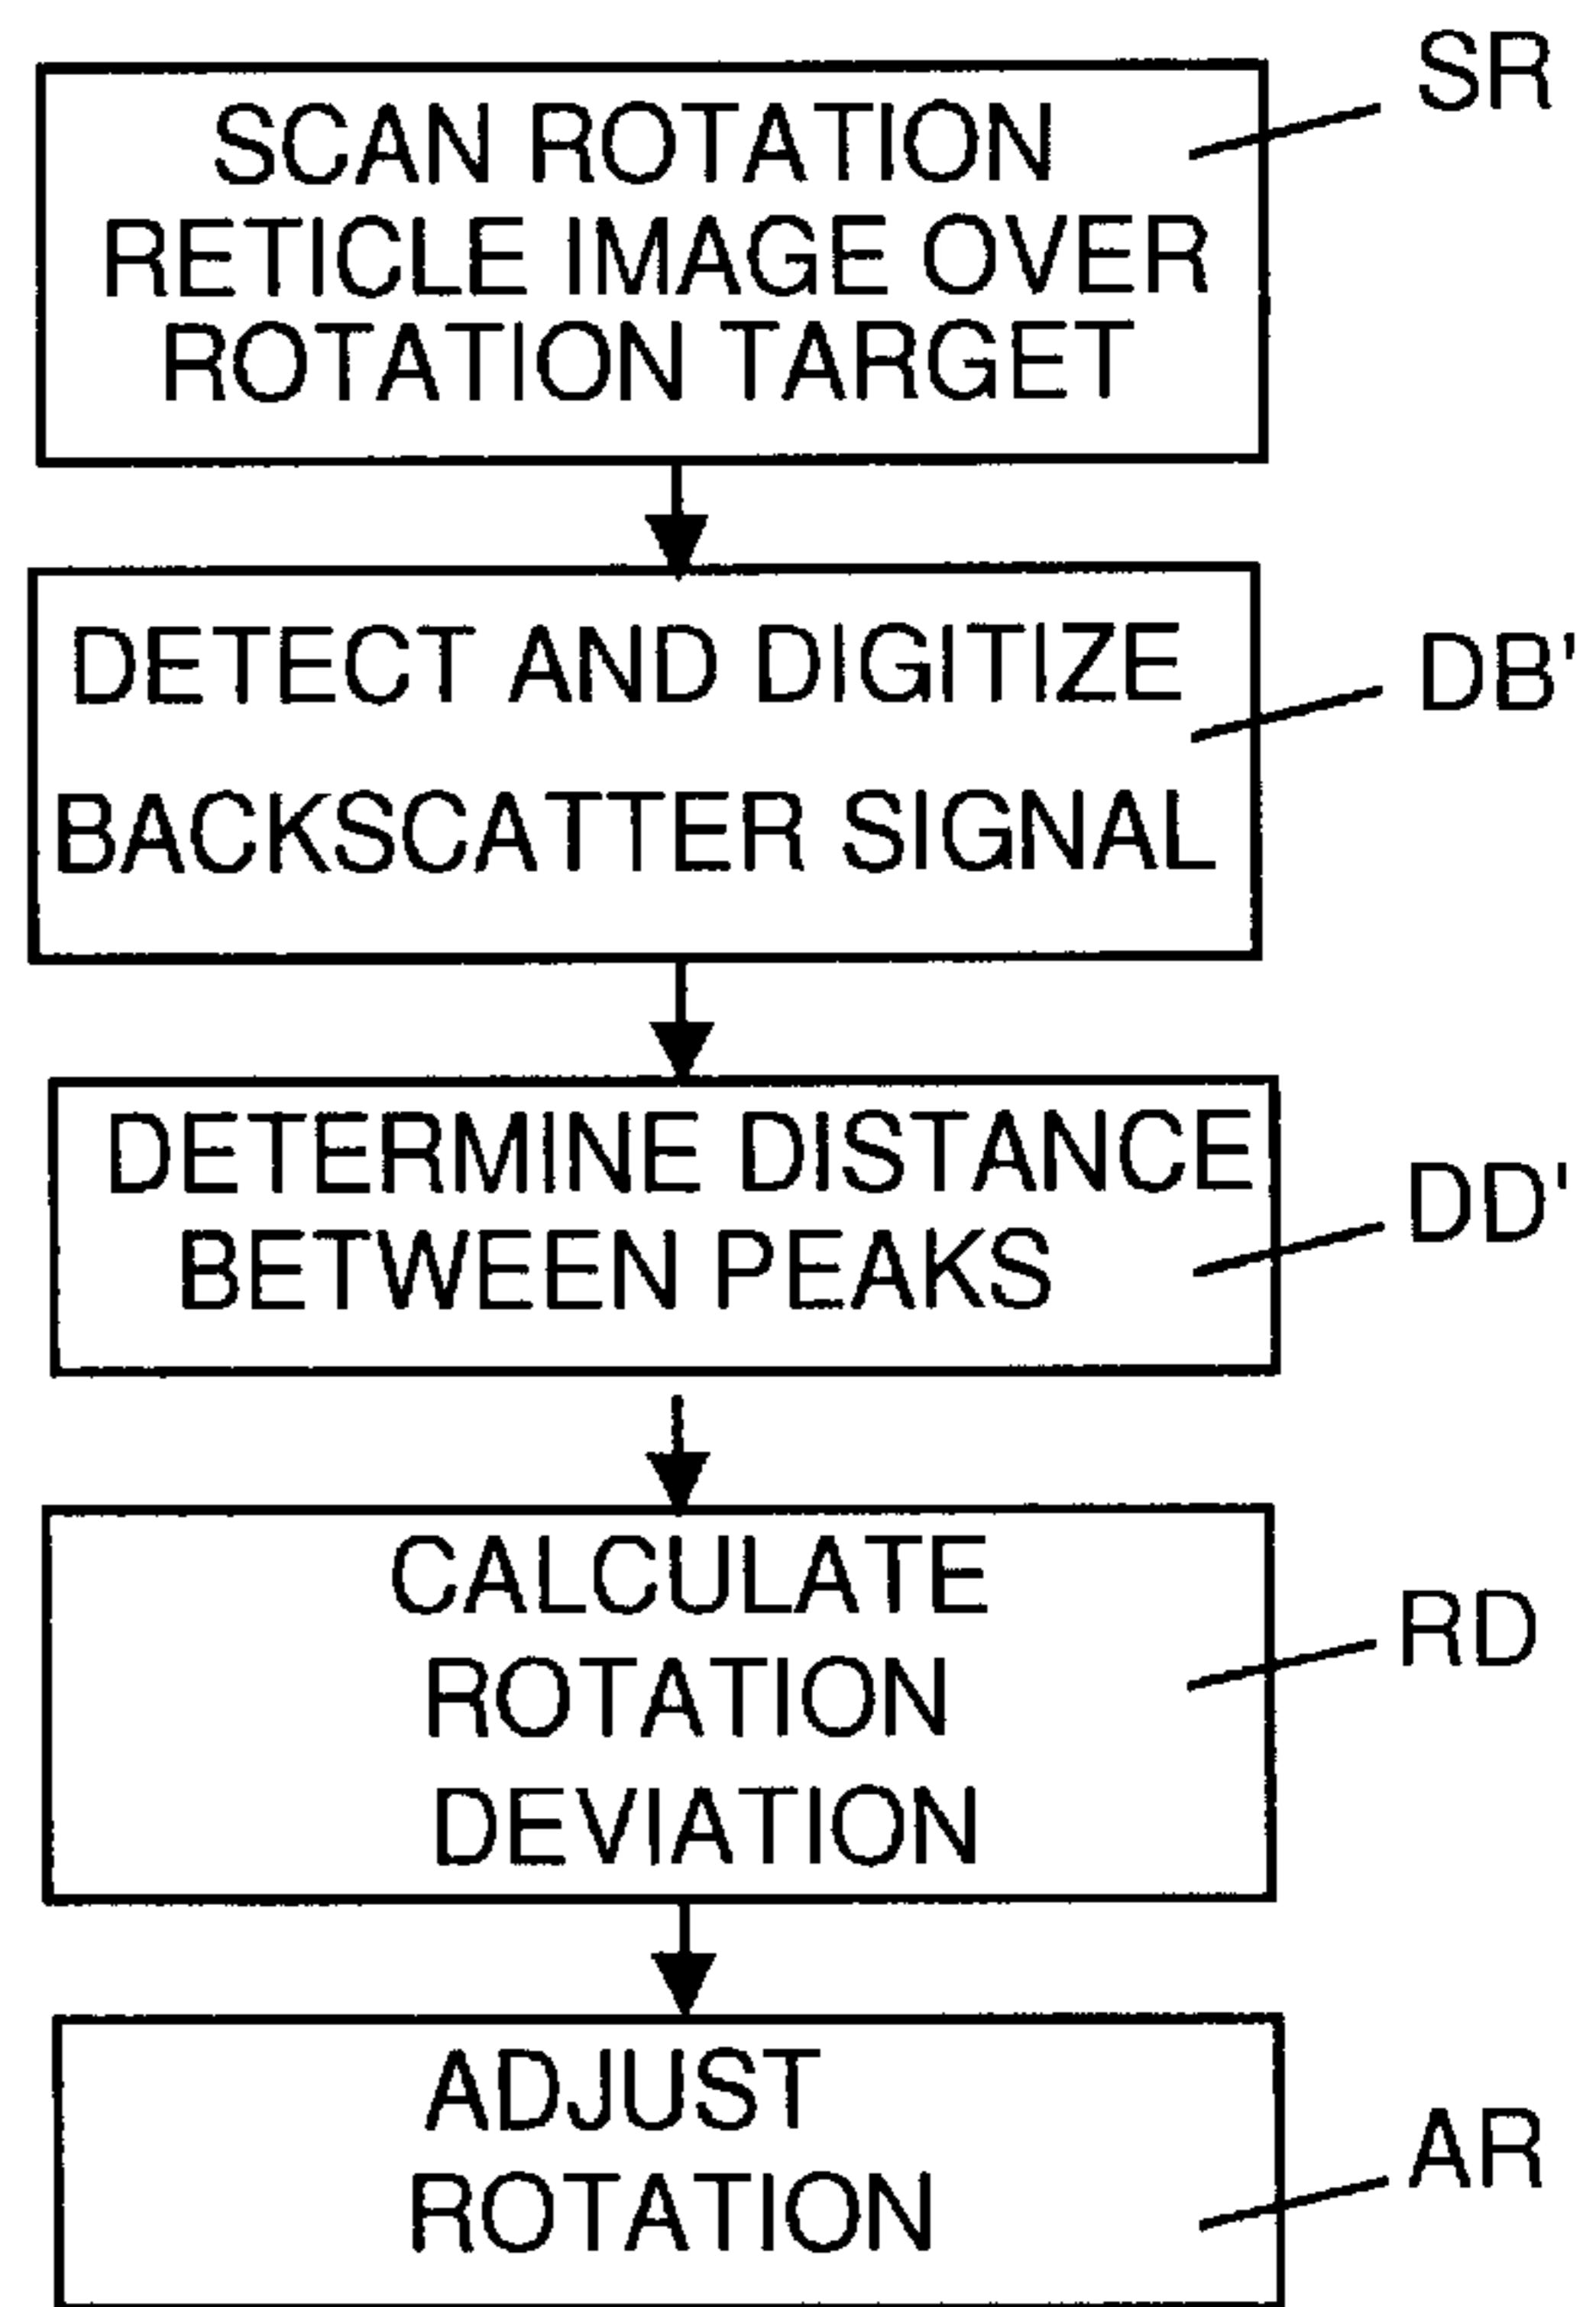 SR
SCAN ROTATION
RETICLE IMAGE OVER
ROTATION TARGET
DETECT AND DIGITIZE
DB'
BACKSCATTER SIGNAL
DETERMINE DISTANCE
DD'
BETWEEN PEAKS
CALCULATE
RD
ROTATION
DEVIATION
ADJUST
AR
ROTATION